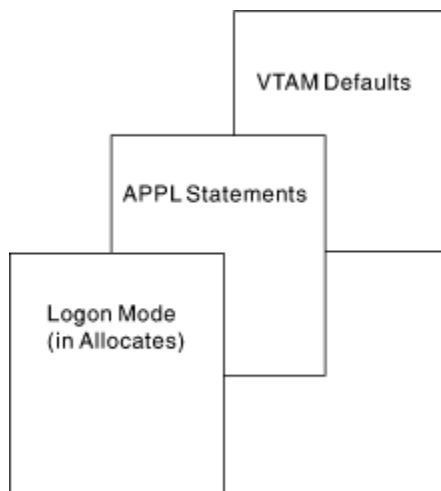 VTAM Defaults
APPL Statements
Logon Mode
(in Allocates)